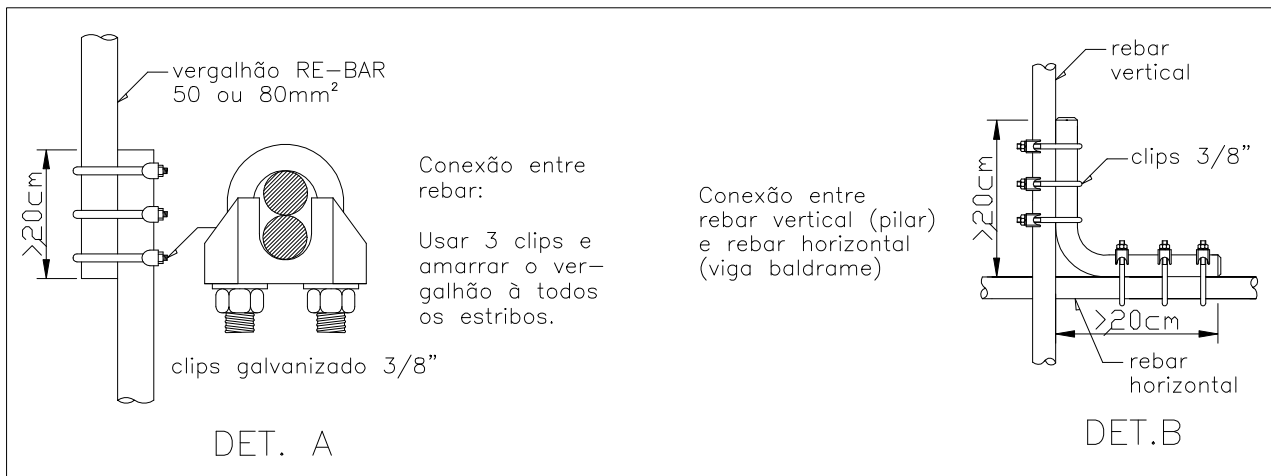 vergalhão RE-BAR
50 ou 80mm²
>20cm
Conexão entre
rebar:
Usar 3 clips e
amarrar o ver-
galhão à todos
os estribos.
clips galvanizado 3/8"
DET. A
rebar
vertical
clips 3/8"
>20cm
Conexão entre
rebar vertical (pilar)
e rebar horizontal
(viga baldrame)
>20cm
rebar
horizontal
DET.B